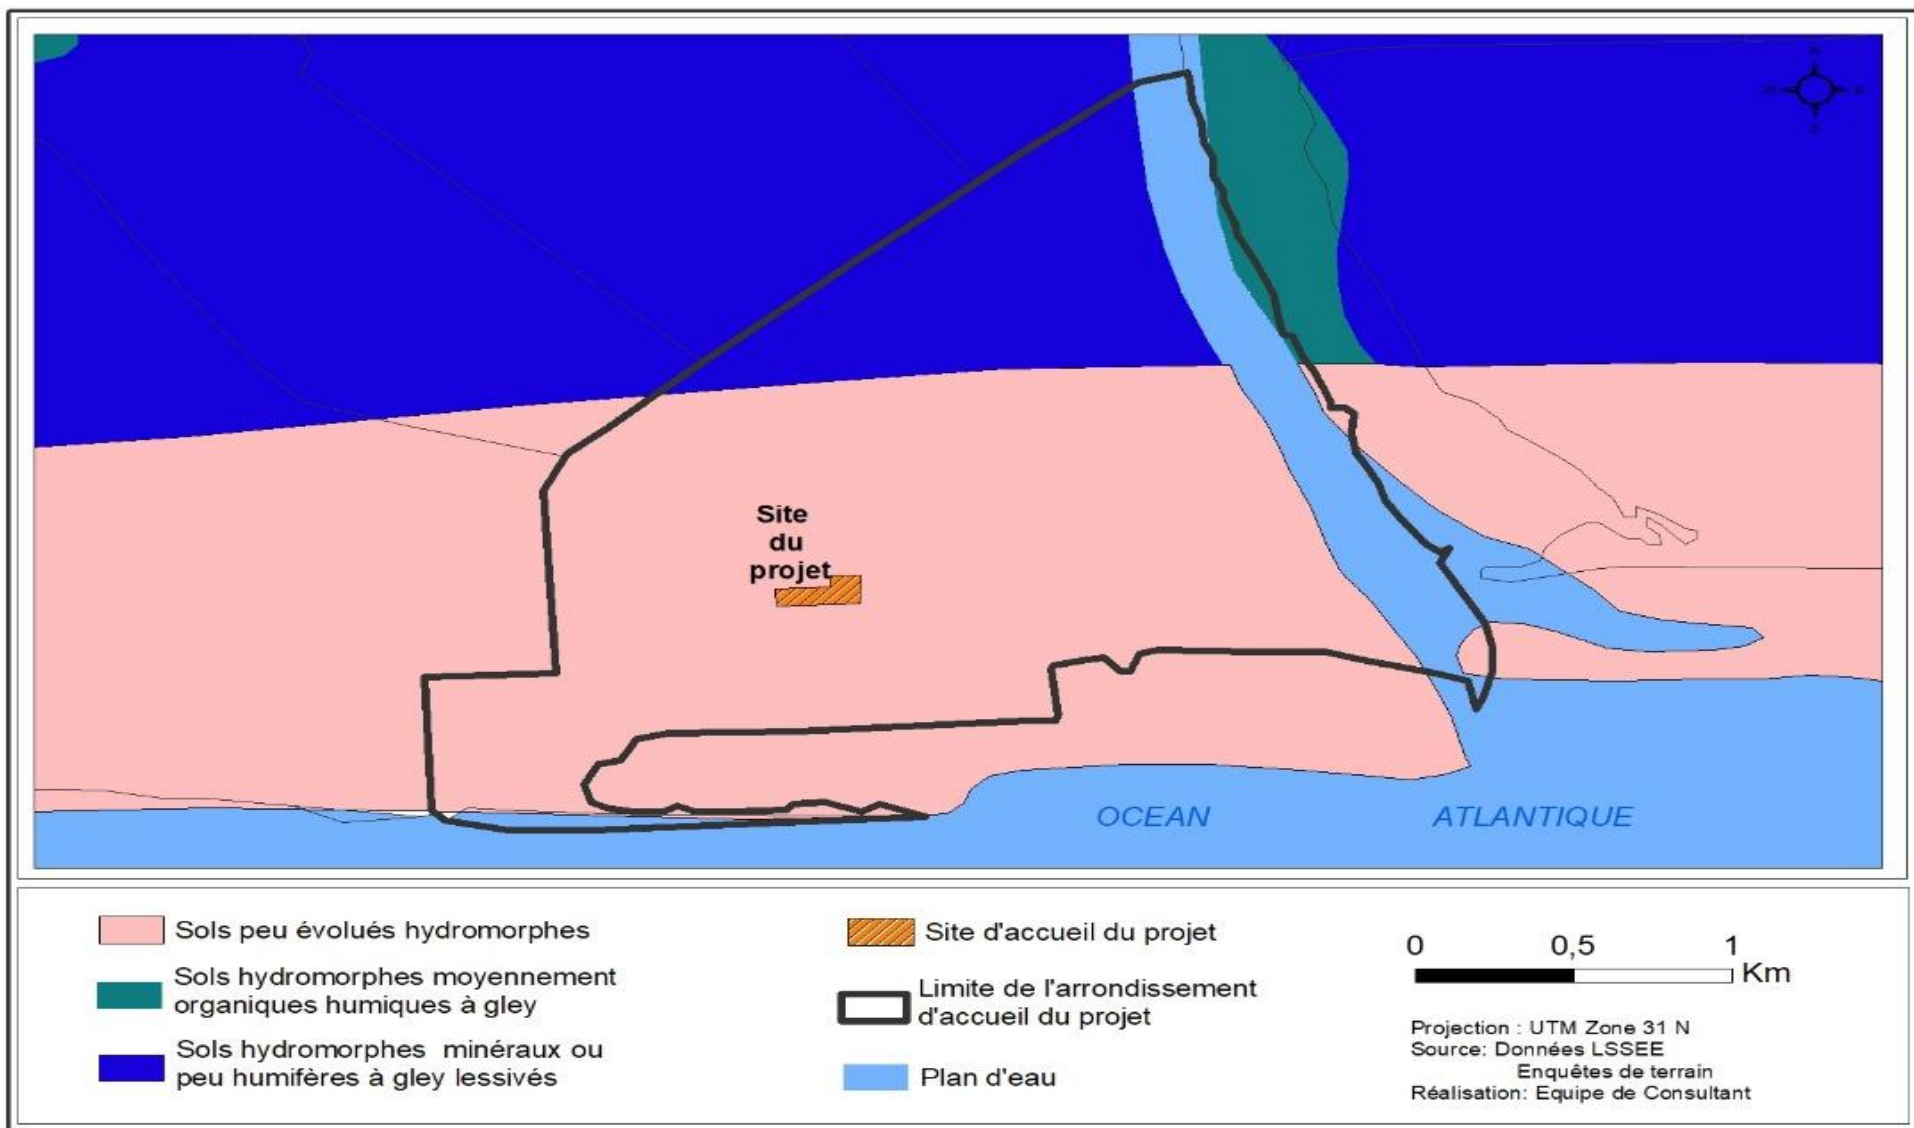 Site
du
projet
OCEAN ATLANTIQUE
Sols peu évolués hydromorphes
Sols hydromorphes moyennement
organiques humiques à gley
Sols hydromorphes minéraux ou
peu humifères à gley lessivés
Site d'accueil du projet
Limite de l'arrondissement
d'accueil du projet
Plan d'eau
0 0,5 1
Km
Projection : UTM Zone 31 N
Source: Données LSSEE
Enquêtes de terrain
Réalisation: Equipe de Consultant